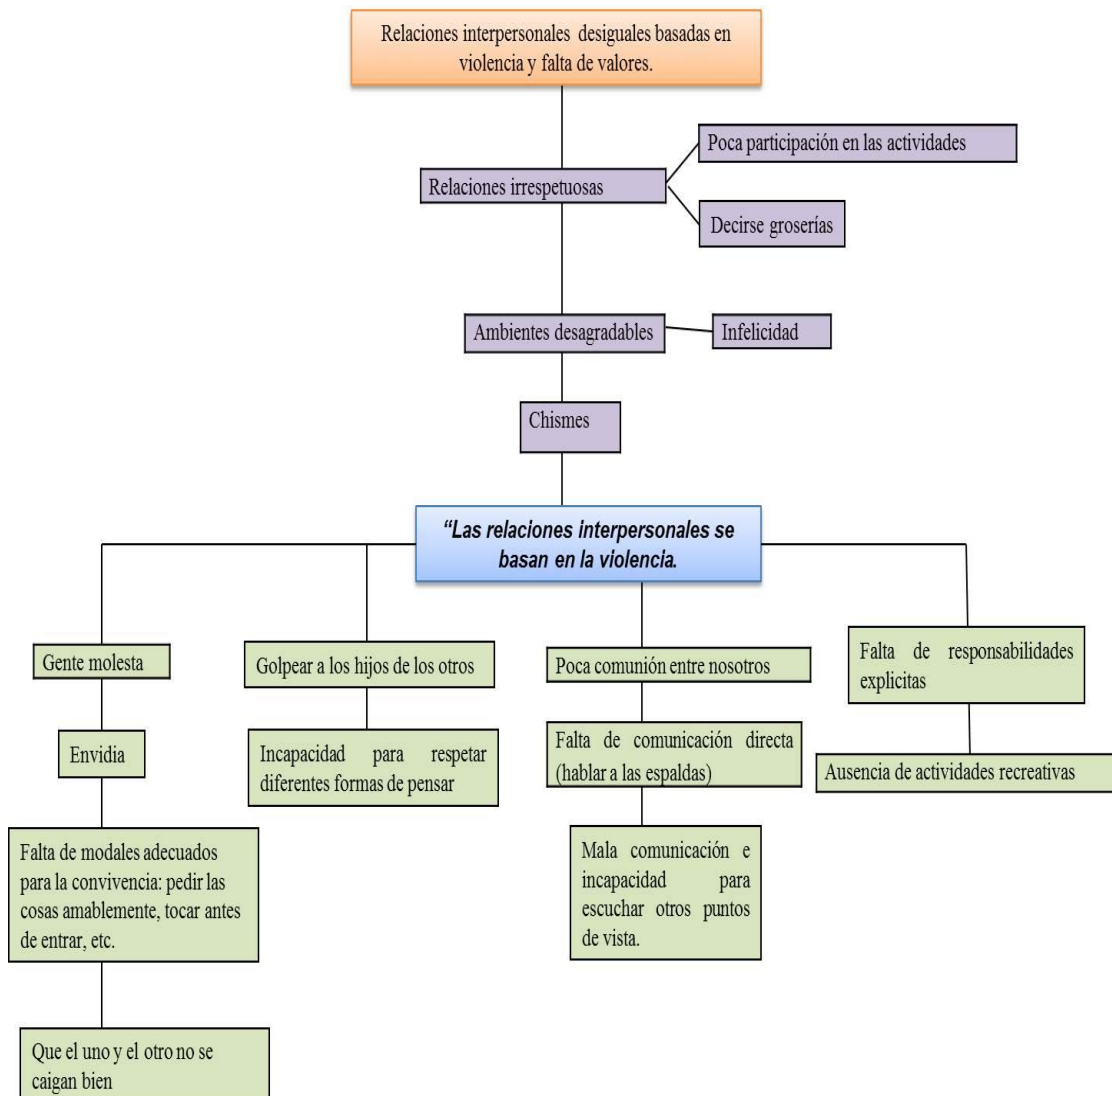 Relaciones interpersonales desiguales basadas en
violencia y falta de valores.
Poca participación en las actividades
Relaciones irrespetuosas
Decirse groserías
Ambientes desagradables
Infelicidad
Chismes
“Las relaciones interpersonales se
basan en la violencia.
Gente molesta
Envidia
Falta de modales adecuados
para la convivencia: pedir las
cosas amablemente, tocar antes
de entrar, etc.
Que el uno y el otro no se
caigan bien
Golpear a los hijos de los otros
Incapacidad para respetar
diferentes formas de pensar
Poca comunión entre nosotros
Falta de comunicación directa
(hablar a las espaldas)
Mala comunicación e
incapacidad para
escuchar otros puntos
de vista.
Falta de responsabilidades
explicitas
Ausencia de actividades recreativas